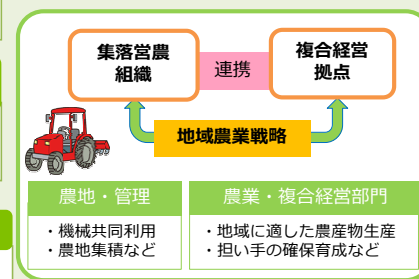 集落営農
組織
連携
複合経営
拠点
地域農業戦略
農地・管理
・機械共同利用
・農地集積など
農業・複合経営部門
・地域に適した農産物生産
・担い手の確保育成など